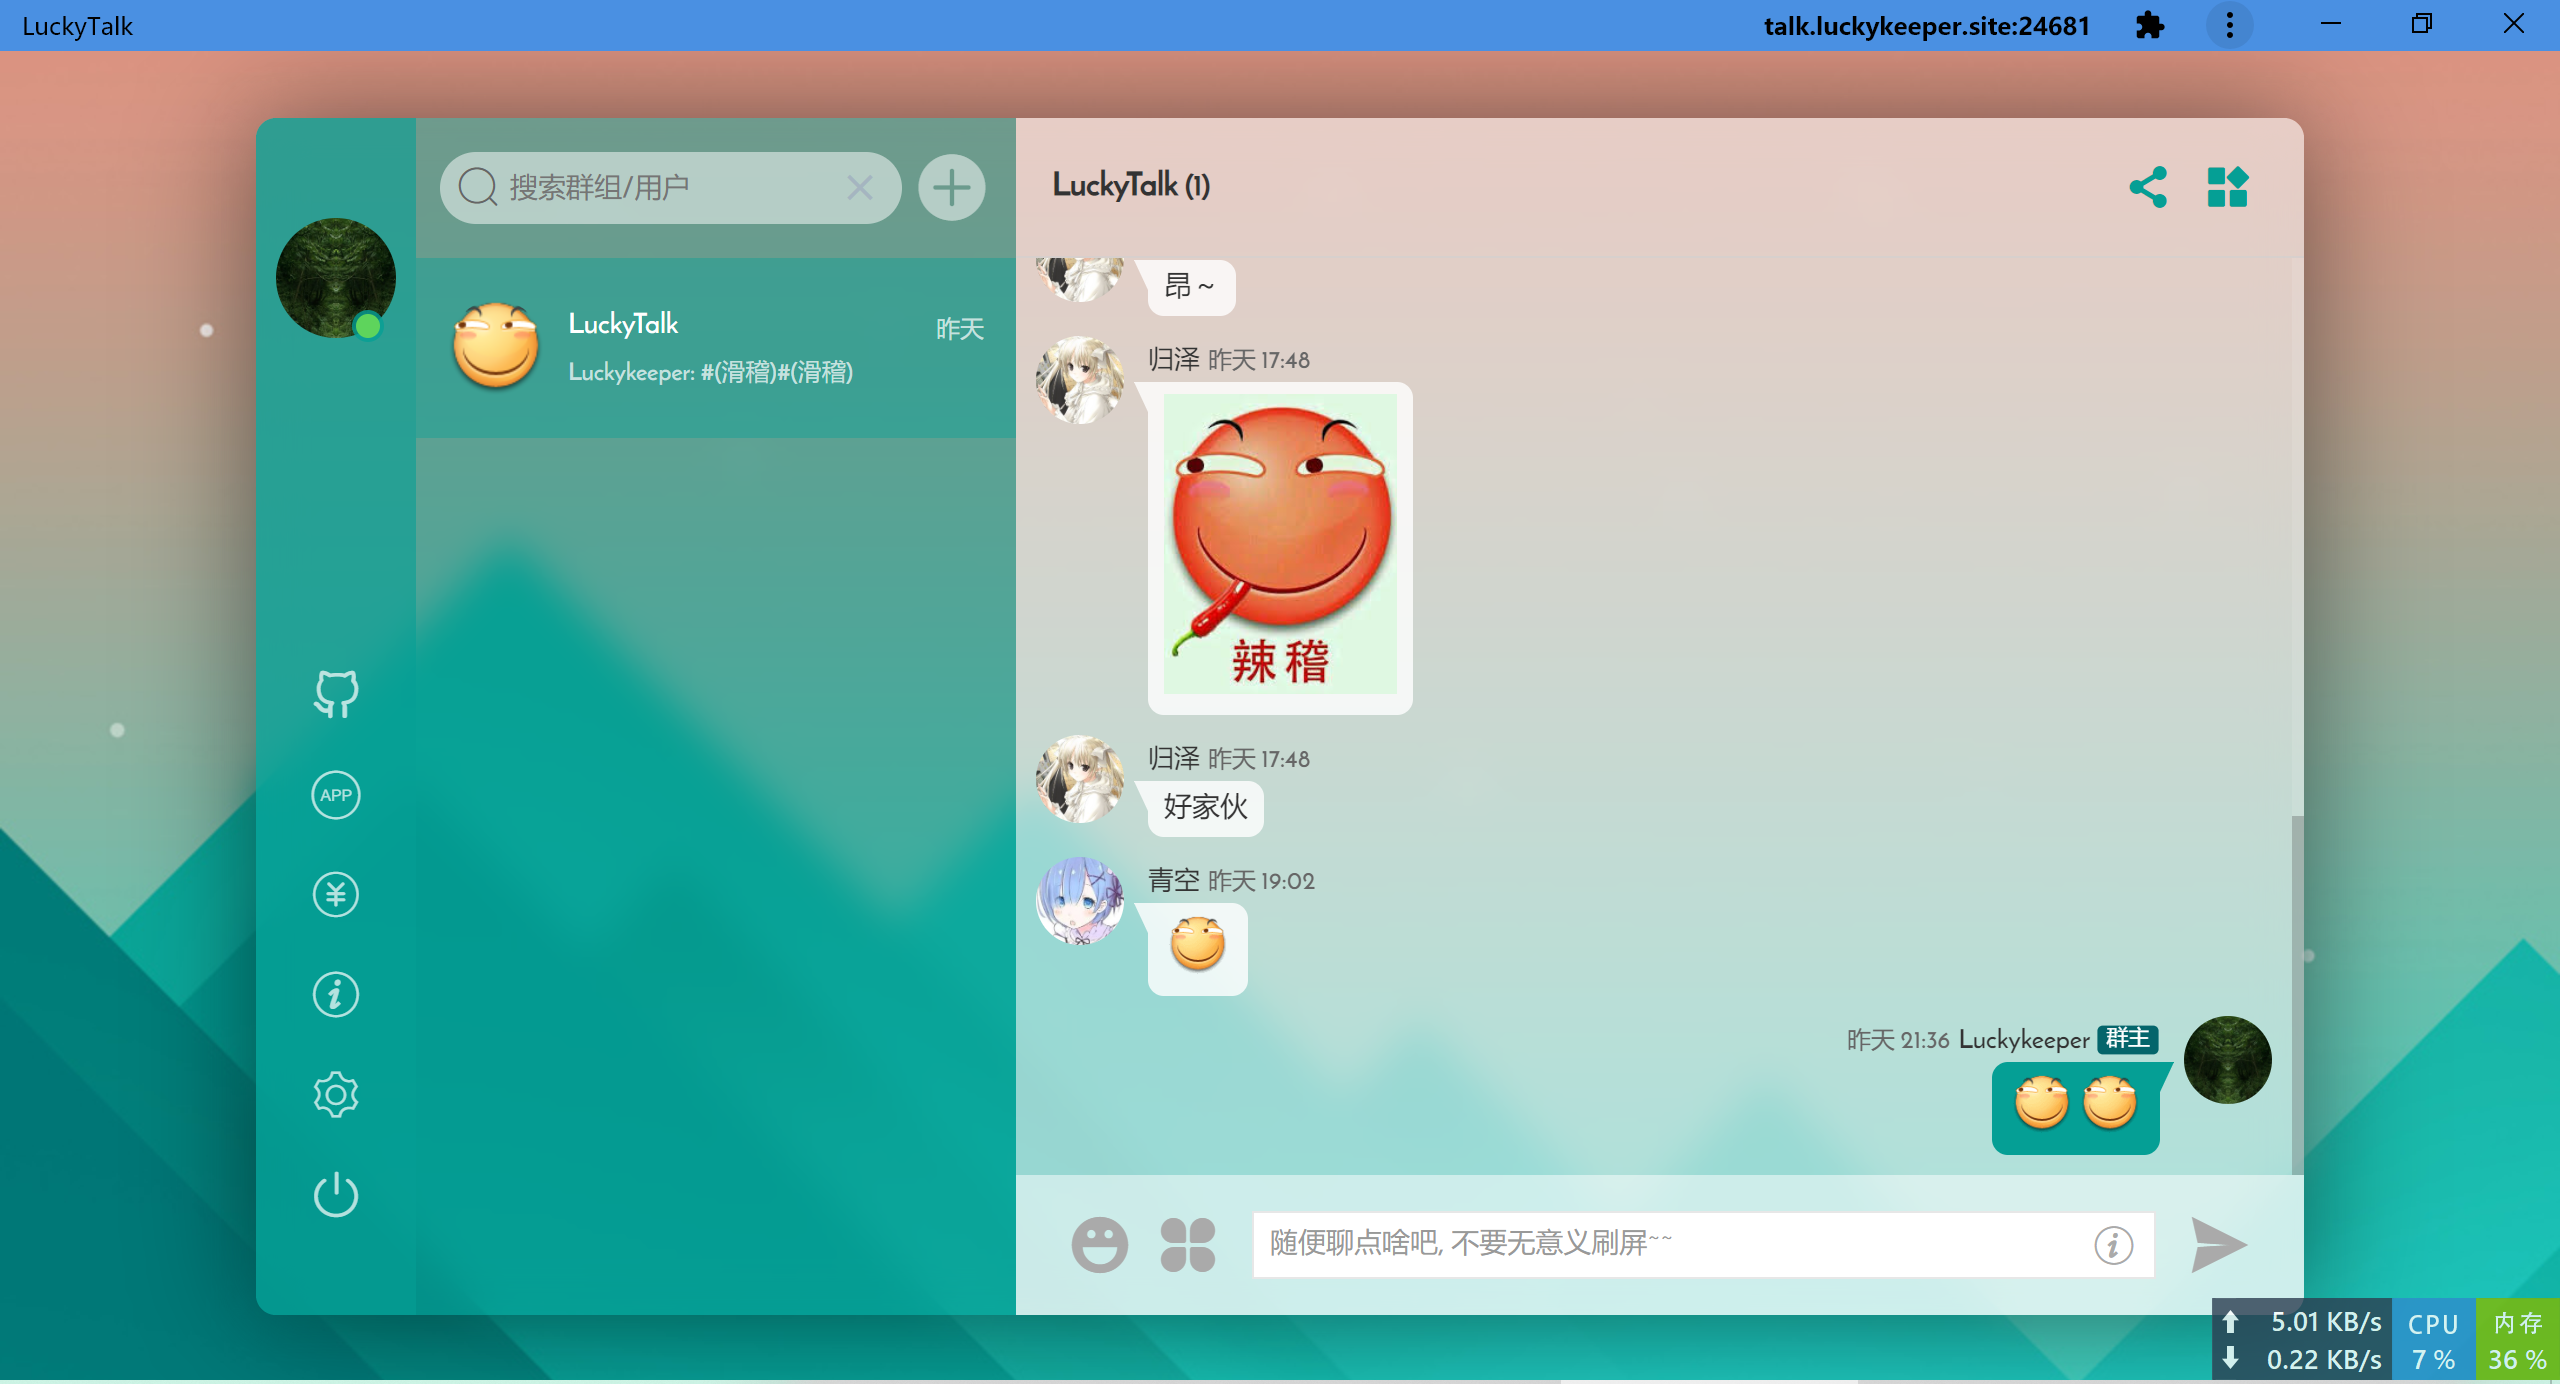 LuckyTalk
talk.luckykeeper.site:24681
搜索群组/用户
LuckyTalk
昨天
Luckykeeper: #(滑稽)#(滑稽)
APP
LuckyTalk (1)
昂~
归泽 昨天 17:48
辣稽
归泽 昨天 17:48
好家伙
青空 昨天 19:02
昨天 21:36 Luckykeeper 群主
随便聊点啥吧, 不要无意义刷屏~~
5.01 KB/s
0.22 KB/s
CPU
7 %
内存
36 %